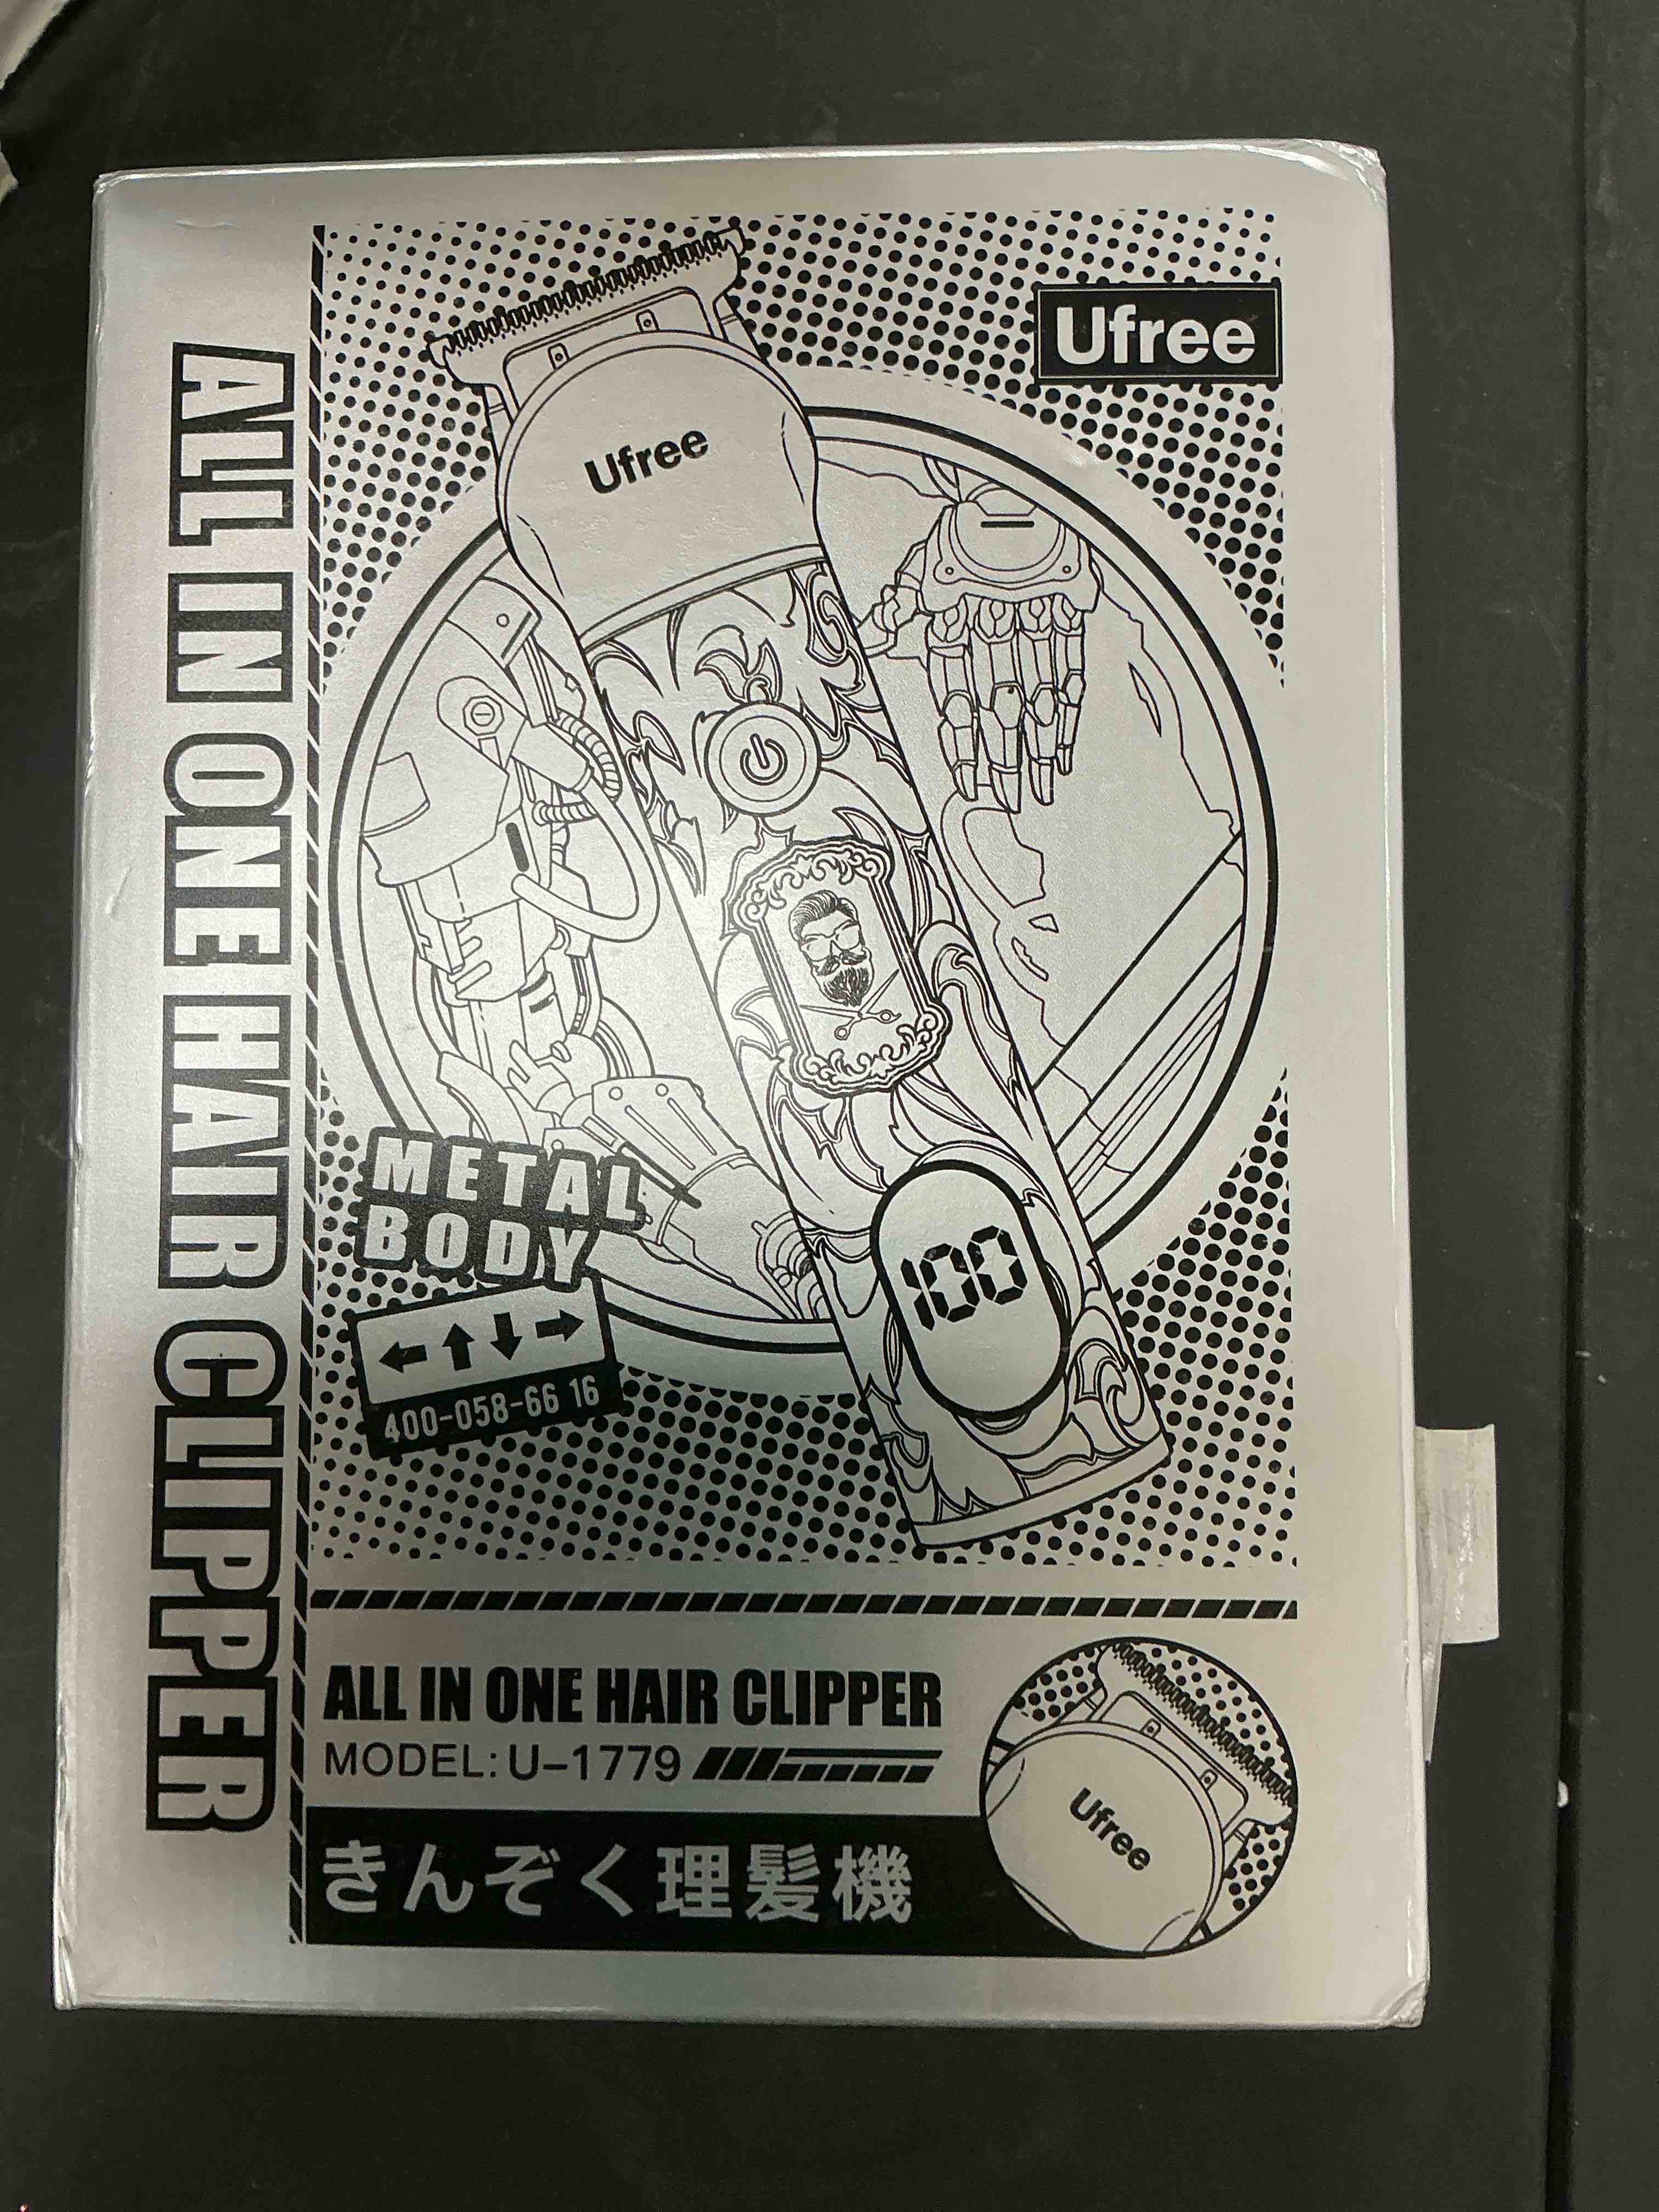 Ufree
Ufree
ALL IN ONE HAIR CLIPPER
100
METAL
BODY
400-058-66 16
ALL IN ONE HAIR CLIPPER
MODEL: U-1779
Ufree
きんぞく理髪機